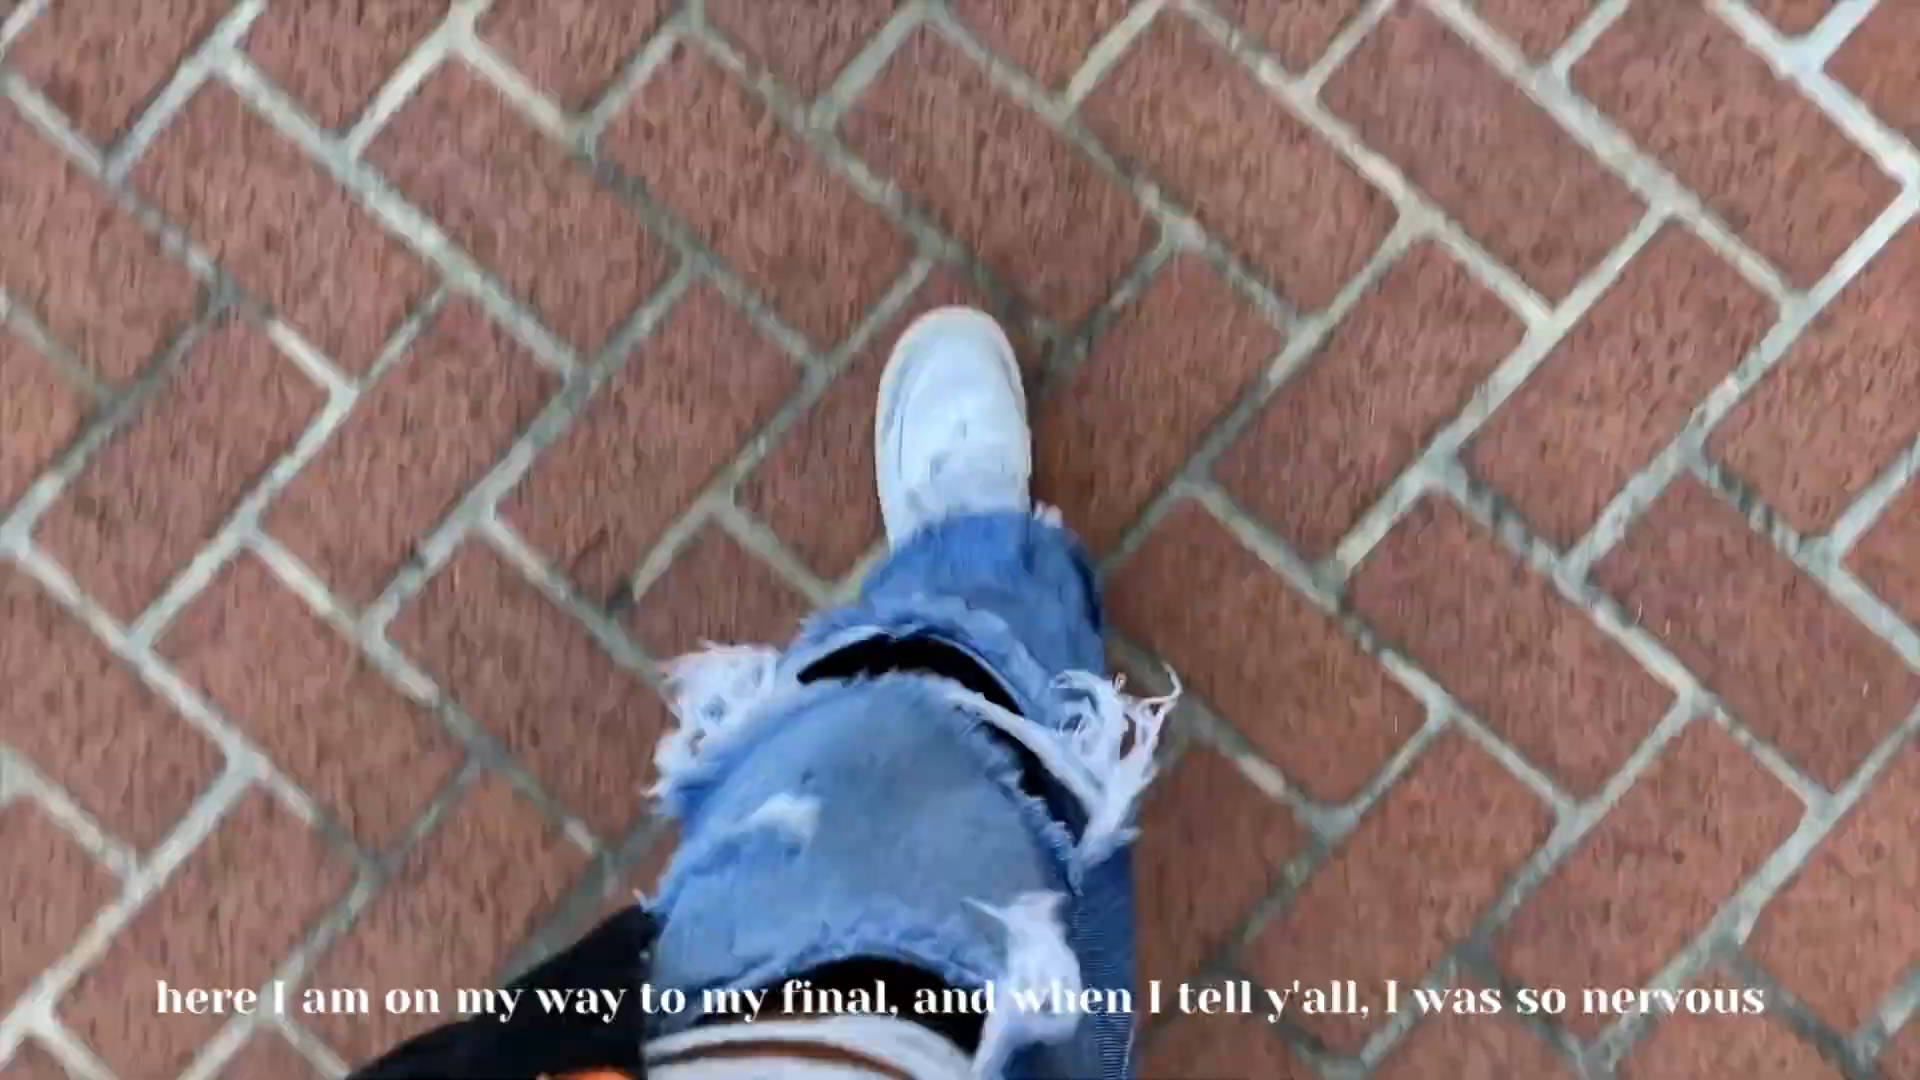 here I am on my way to my final, and when I tell y'all, I was so nervous